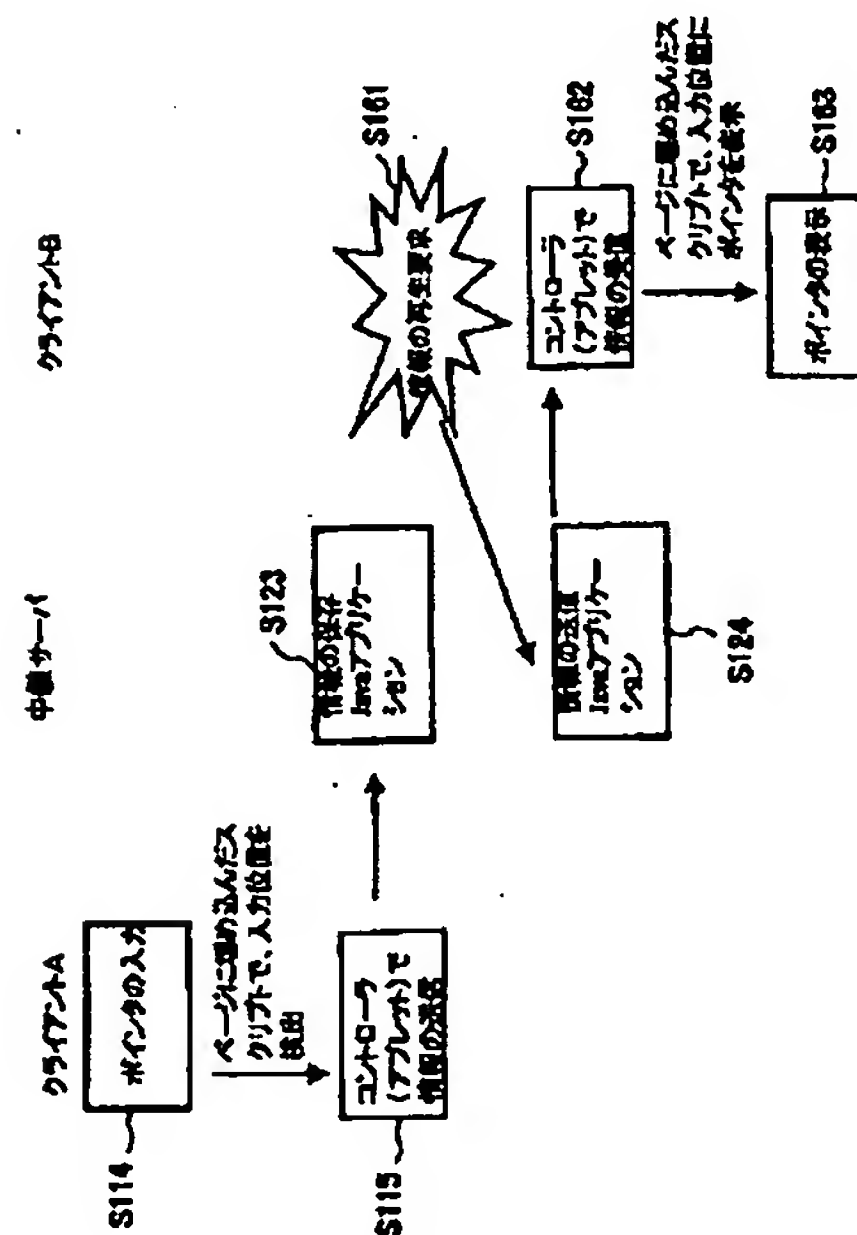 クライアントA
中継サーバ
クライアントB
S114
ポインタの入力
ページに埋め込んだス
クリプトで、入力位置を
検出
S115
コントローラ
(アプレット)で
情報の送信
S123
情報の保存
Javaアプリケー
ション
S161
情報の再生要求
情報の送信
Javaアプリケー
ション
S124
S162
コントローラ
(アプレット)で
情報の受信
ページに埋め込んだス
クリプトで、入力位置に
ポインタを表示
S163
ポインタの表示